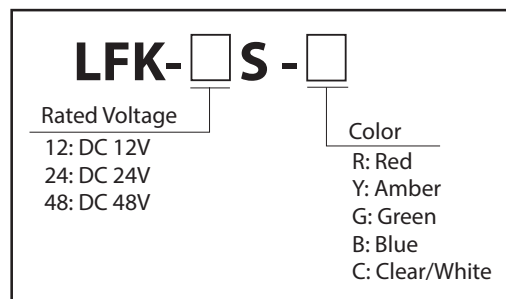 LFK-□S-□
Rated Voltage
12: DC 12V
24: DC 24V
48: DC 48V
Color
R: Red
Y: Amber
G: Green
B: Blue
C: Clear/White